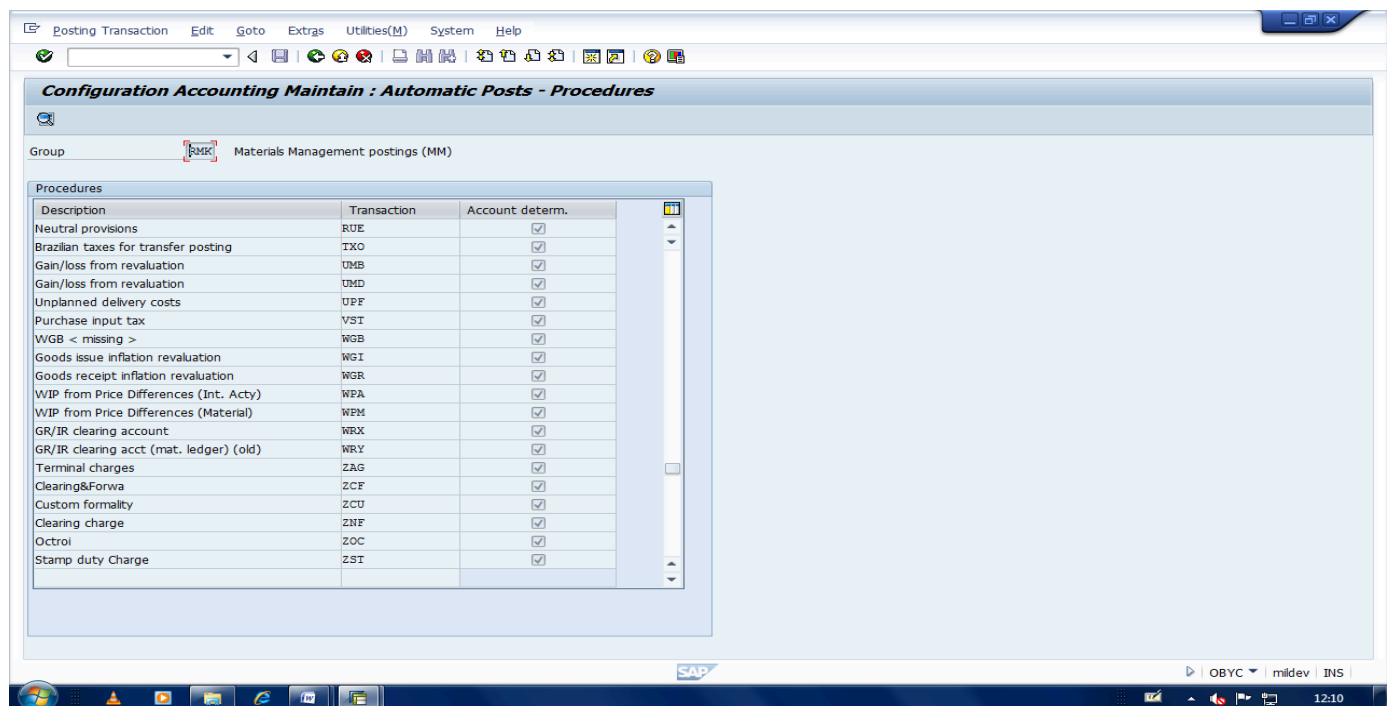 Posting Transaction Edit Goto Extras Utilities(M) System Help
Configuration Accounting Maintain : Automatic Posts - Procedures
Group RMK Materials Management postings (MM)
Procedures
Description Transaction Account determ.
Neutral provisions RUE
Brazilian taxes for transfer posting TXO
Gain/loss from revaluation UMB
Gain/loss from revaluation UMD
Unplanned delivery costs UPF
Purchase input tax VST
WGB < missing > WGB
Goods issue inflation revaluation WGI
Goods receipt inflation revaluation WGR
WIP from Price Differences (Int. Acty) WPA
WIP from Price Differences (Material) WPM
GR/IR clearing account WRX
GR/IR clearing acct (mat. ledger) (old) WRY
Terminal charges ZAG
Clearing&Forwa ZCF
Custom formality ZCU
Clearing charge ZNF
Octroi ZOC
Stamp duty Charge ZST
SAP OBYC mildev INS
12:10